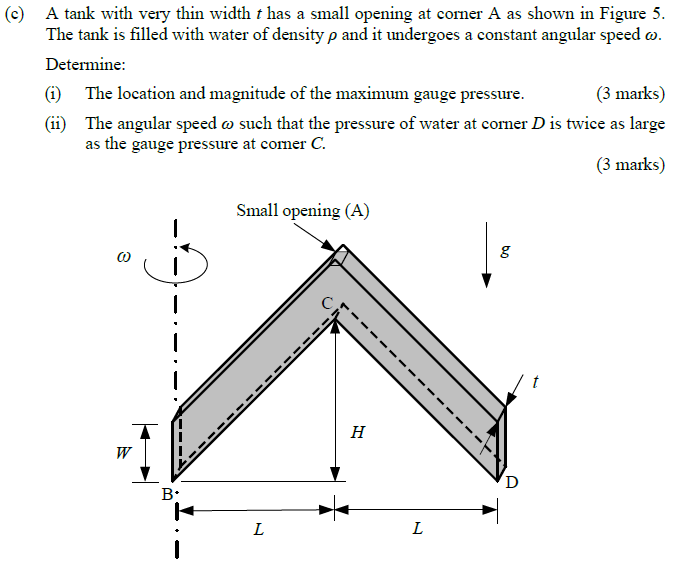 (c) A tank with very thin width t has a small opening at corner A as shown in Figure 5.
The tank is filled with water of density ρ and it undergoes a constant angular speed ω.
Determine:
(i) The location and magnitude of the maximum gauge pressure. (3 marks)
(ii) The angular speed ω such that the pressure of water at corner D is twice as large
as the gauge pressure at corner C.
(3 marks)
Small opening (A)
ω
g
C
t
H
W
B
D
L
L